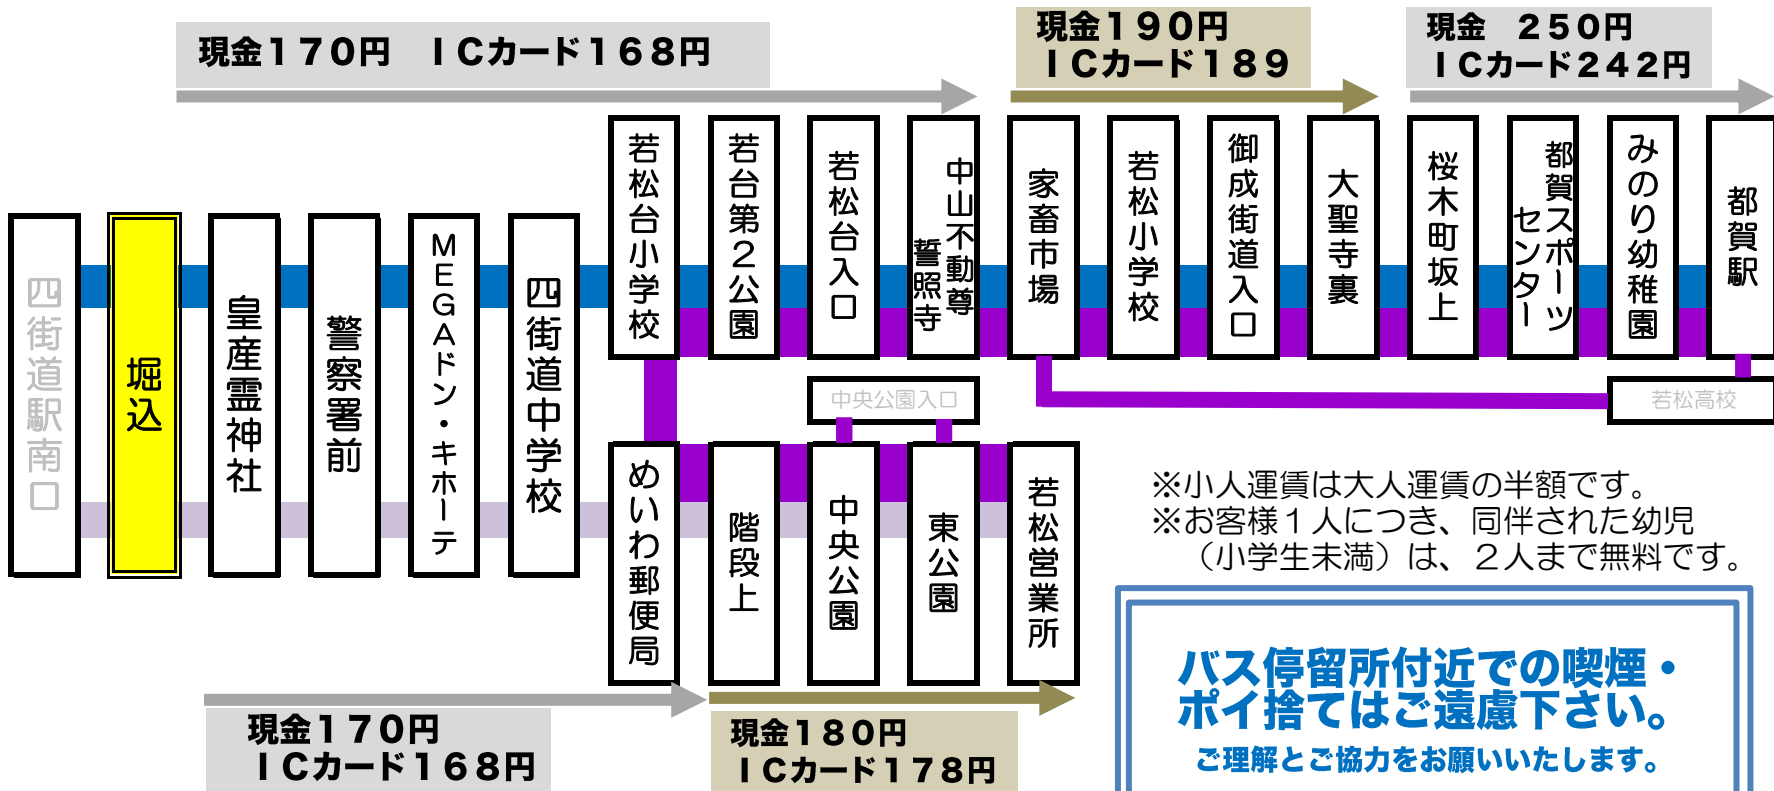 現金１７０円　ＩＣカード１６８円
現金１９０円
ＩＣカード１８９
現金　２５０円
ＩＣカード２４２円
四街道駅南口
堀込
皇産霊神社
警察署前
ＭＥＧＡドン・キホーテ
四街道中学校
若松台小学校
若台第２公園
若松台入口
中山不動尊
誓照寺
家畜市場
若松小学校
御成街道入口
大聖寺裏
桜木町坂上
都賀スポーツ
センター
みのり幼稚園
都賀駅
中央公園入口
若松高校
めいわ郵便局
階段上
中央公園
東公園
若松営業所
※小人運賃は大人運賃の半額です。
※お客様１人につき、同伴された幼児
（小学生未満）は、２人まで無料です。
現金１７０円
ＩＣカード１６８円
現金１８０円
ＩＣカード１７８円
バス停留所付近での喫煙・
ポイ捨てはご遠慮下さい。
ご理解とご協力をお願いいたします。